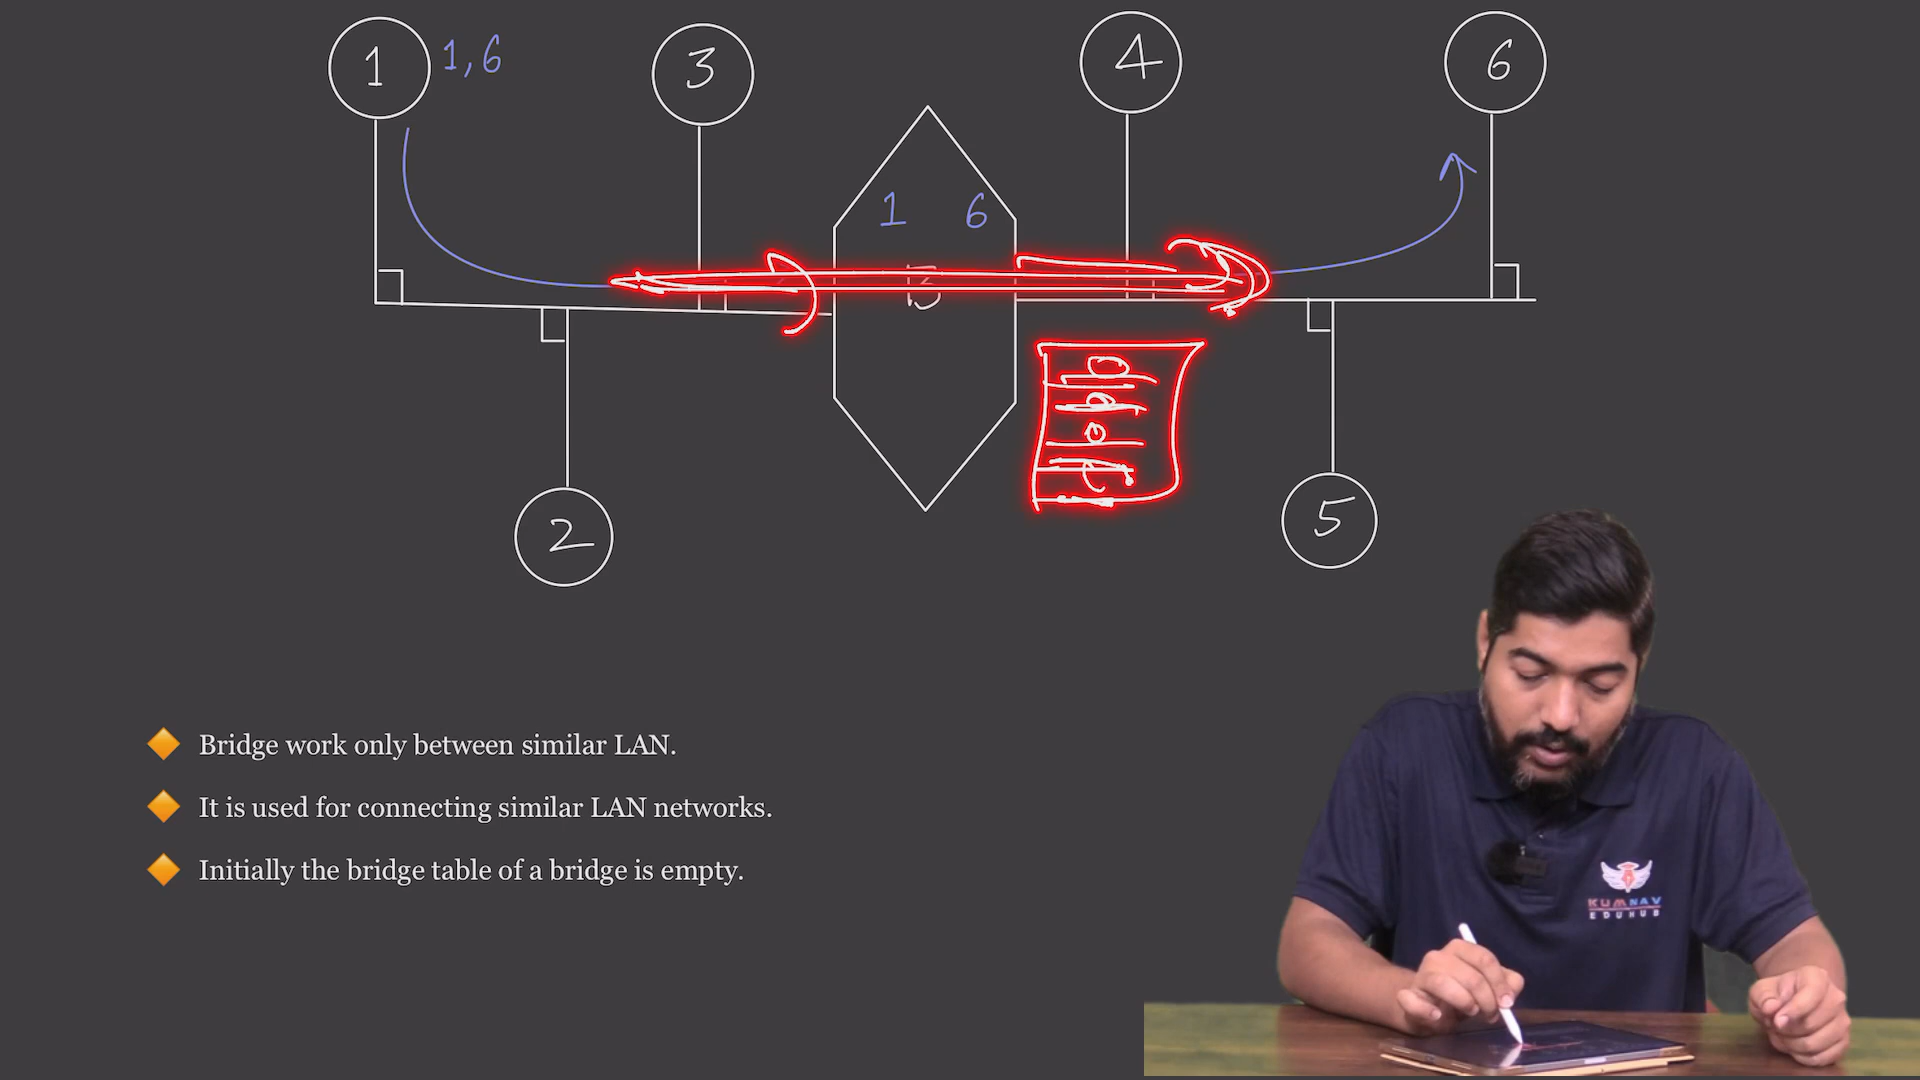 1 1,6 3 4 6
1 6
B
2 5
Bridge work only between similar LAN.
It is used for connecting similar LAN networks.
Initially the bridge table of a bridge is empty.
KUMNAV
EDUHUB